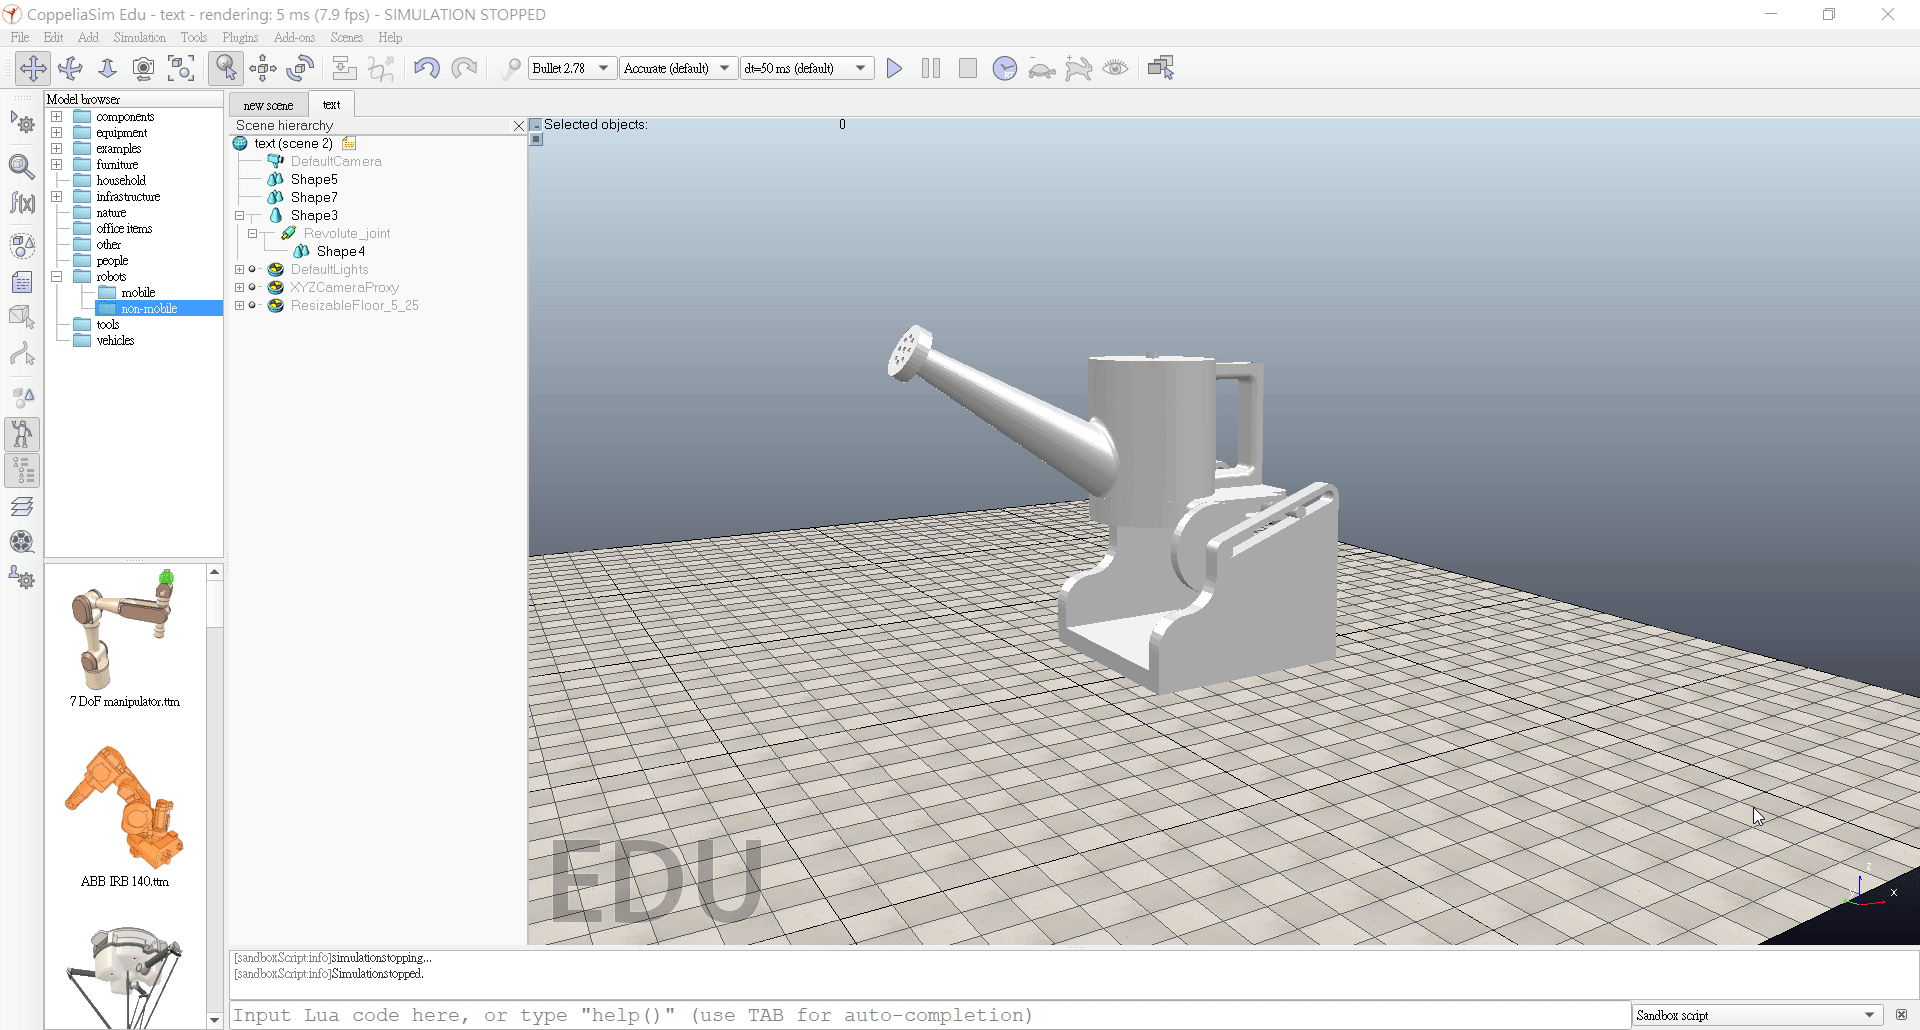 CoppeliaSim Edu - text - rendering: 5 ms (7.9 fps) - SIMULATION STOPPED
File Edit Add Simulation Tools Plugins Add-ons Scenes Help
Bullet 2.78 Accurate (default) dt=50 ms (default) RT
Model browser
components
equipment
examples
furniture
household
infrastructure
nature
office items
other
people
robots
mobile
non-mobile
tools
vehicles
f(x)
7 DoF manipulator.ttm
ABB IRB 140.ttm
new scene text
Scene hierarchy
text (scene 2)
DefaultCamera
Shape5
Shape7
Shape3
Revolute_joint
Shape4
DefaultLights
XYZCameraProxy
ResizableFloor_5_25
Selected objects: 0
EDU
z
x
[sandboxScript:info]simulationstopping...
[sandboxScript:info]Simulationstopped.
Input Lua code here, or type "help()" (use TAB for auto-completion)
Sandbox script